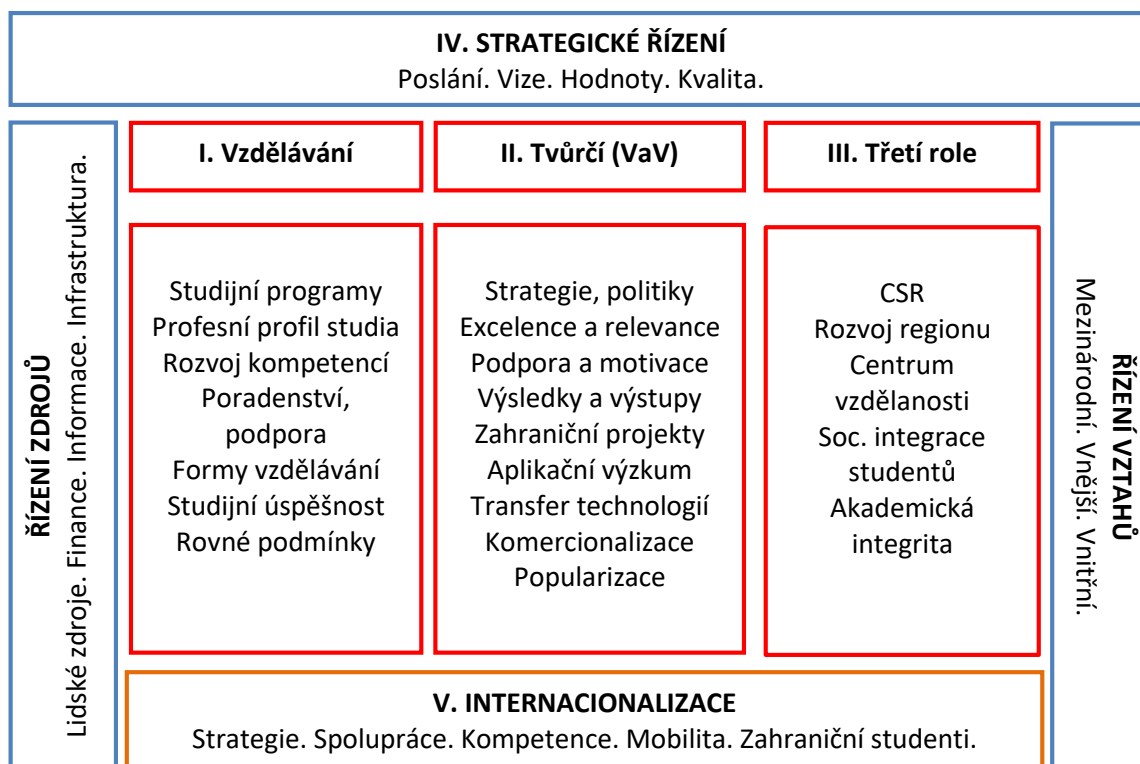 IV. STRATEGICKÉ ŘÍZENÍ
Poslání. Vize. Hodnoty. Kvalita.
ŘÍZENÍ ZDROJŮ
Lidské zdroje. Finance. Informace. Infrastruktura.
I. Vzdělávání
Studijní programy
Profesní profil studia
Rozvoj kompetencí
Poradenství,
podpora
Formy vzdělávání
Studijní úspěšnost
Rovné podmínky
II. Tvůrčí (VaV)
Strategie, politiky
Excelence a relevance
Podpora a motivace
Výsledky a výstupy
Zahraniční projekty
Aplikační výzkum
Transfer technologií
Komercionalizace
Popularizace
III. Třetí role
CSR
Rozvoj regionu
Centrum
vzdělanosti
Soc. integrace
studentů
Akademická
integrita
ŘÍZENÍ VZTAHŮ
Mezinárodní. Vnější. Vnitřní.
V. INTERNACIONALIZACE
Strategie. Spolupráce. Kompetence. Mobilita. Zahraniční studenti.